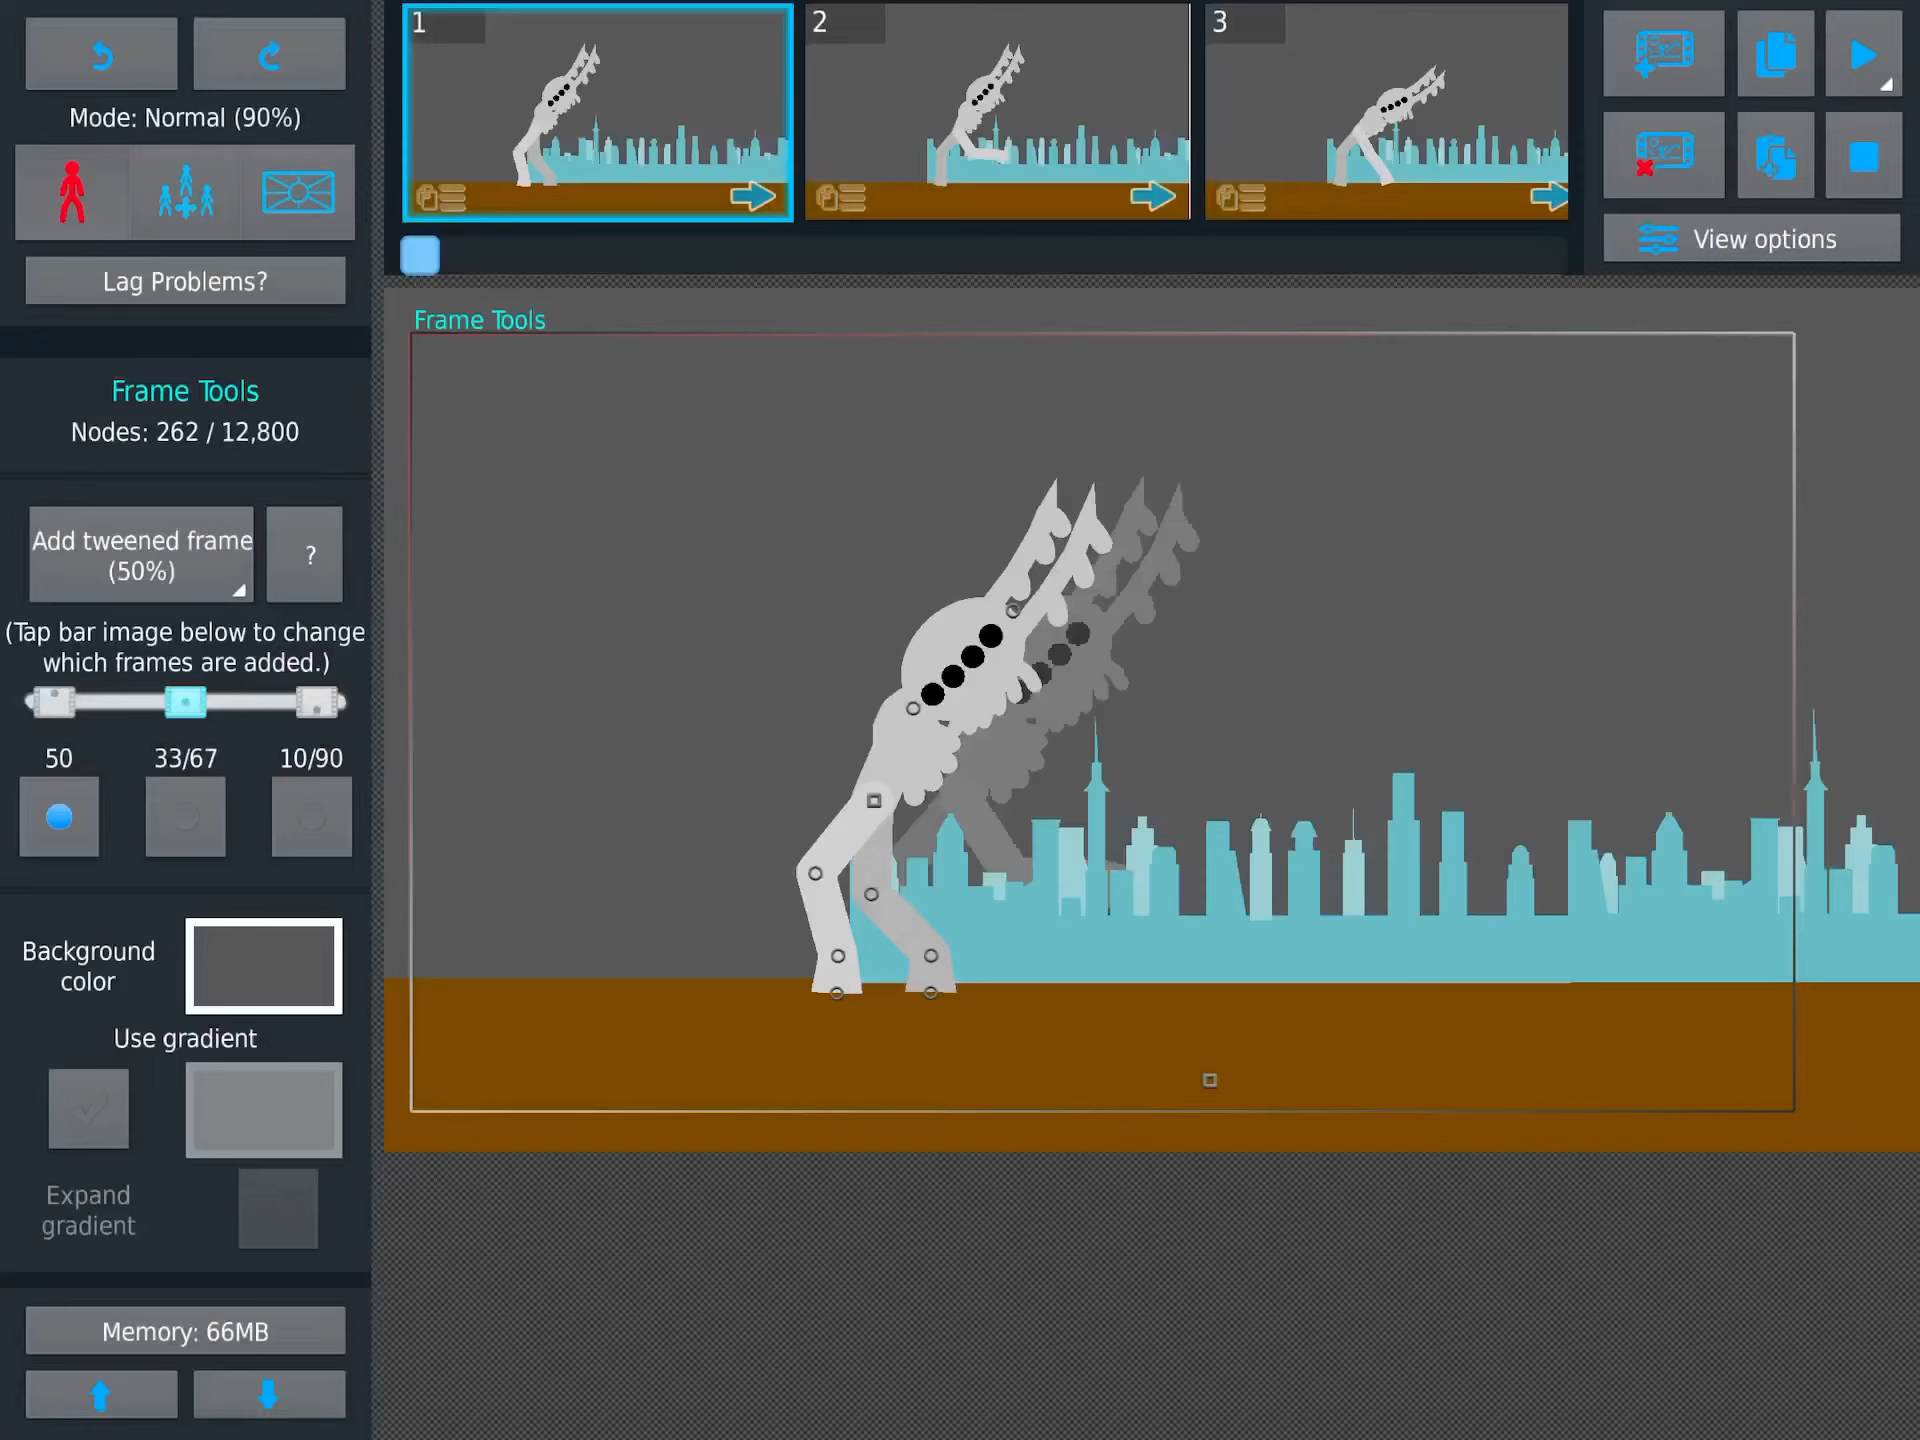 1
2
3
Mode: Normal (90%)
View options
Lag Problems?
Frame Tools
Frame Tools
Nodes: 262 / 12,800
Add tweened frame
(50%)
?
(Tap bar image below to change
which frames are added.)
50
33/67
10/90
Background
color
Use gradient
Expand
gradient
Memory: 66MB